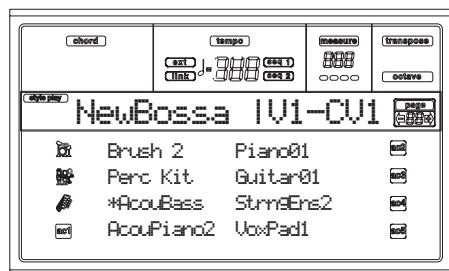 chord tempo measure transpose
ext seq 1
link seq 2
octave
style play NewBossa IV1-CV1 page
Brush 2 Piano01 acc2
Perc Kit Guitar01 acc3
*AcouBass StrngEns2 acc4
acc1 AcouPiano2 VoxPad1 acc5